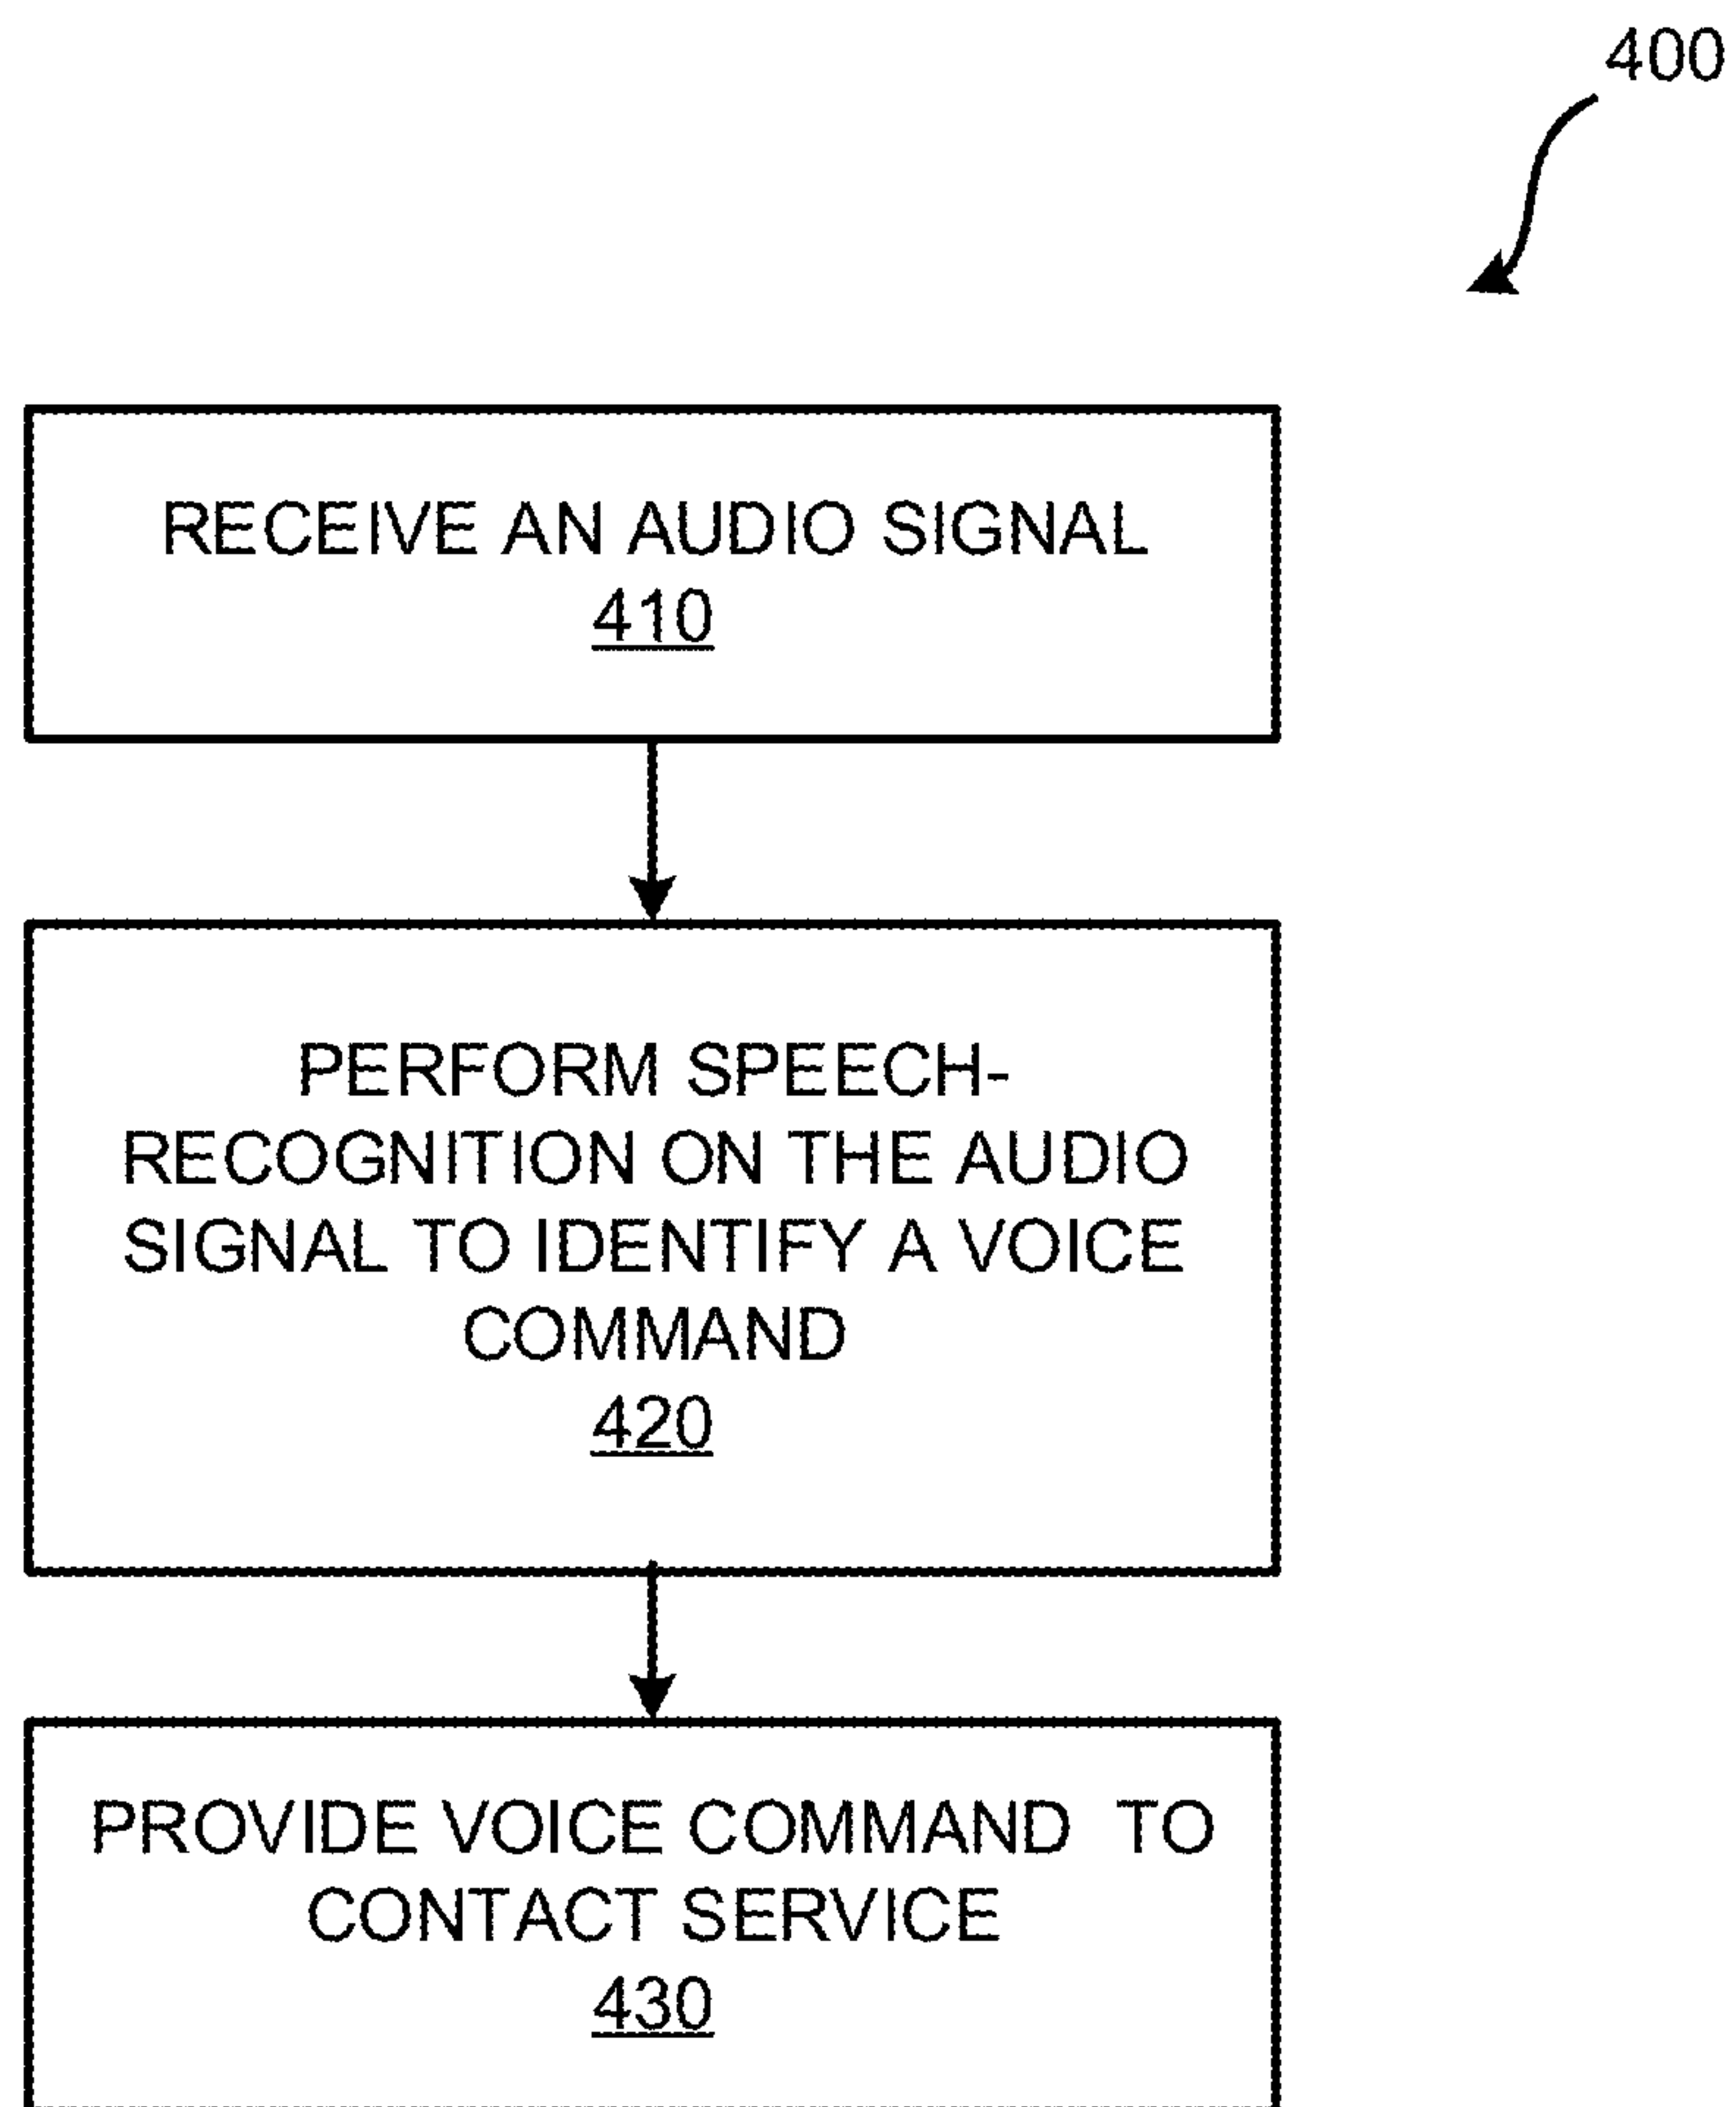 400
RECEIVE AN AUDIO SIGNAL
410
PERFORM SPEECH-
RECOGNITION ON THE AUDIO
SIGNAL TO IDENTIFY A VOICE
COMMAND
420
PROVIDE VOICE COMMAND TO
CONTACT SERVICE
430